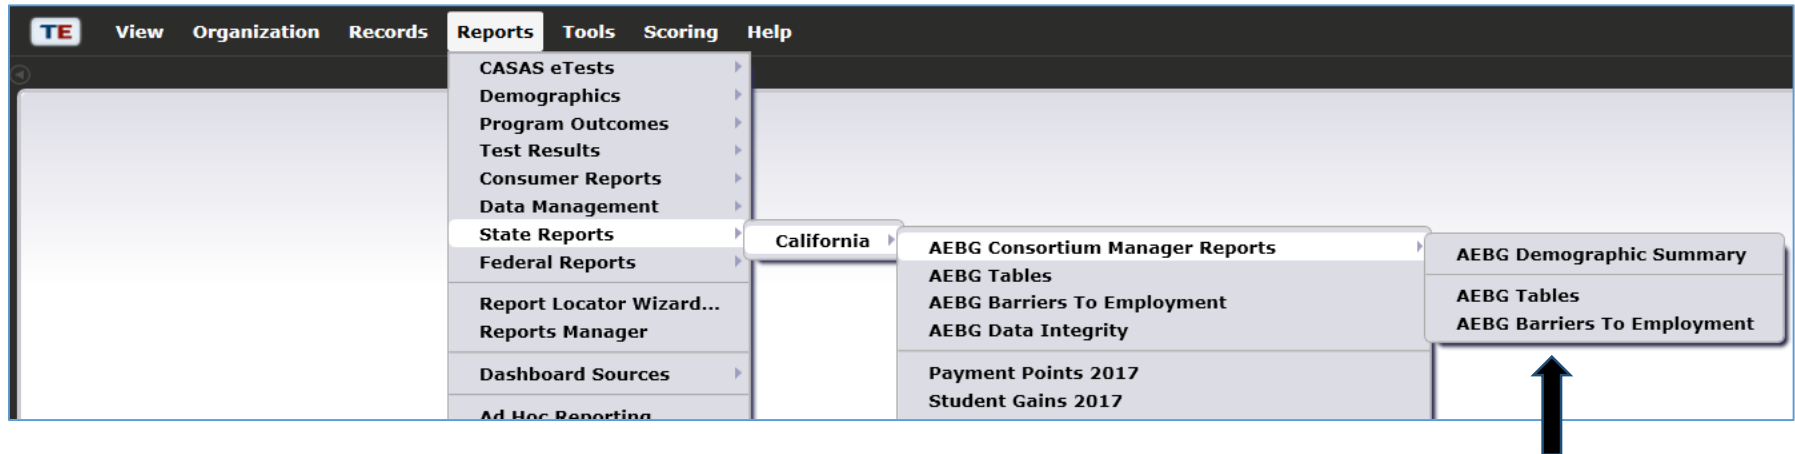 TE View Organization Records Reports Tools Scoring Help
CASAS eTests
Demographics
Program Outcomes
Test Results
Consumer Reports
Data Management
State Reports
Federal Reports
Report Locator Wizard...
Reports Manager
Dashboard Sources
Ad Hoc Reporting
California
AEBG Consortium Manager Reports
AEBG Tables
AEBG Barriers To Employment
AEBG Data Integrity
Payment Points 2017
Student Gains 2017
AEBG Demographic Summary
AEBG Tables
AEBG Barriers To Employment